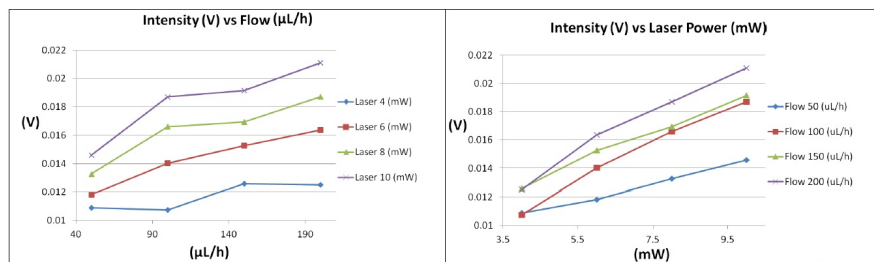 Intensity (V) vs Flow (µL/h)
0.022
0.02
0.018
0.016
0.014
0.012
0.01
(V)
40
90
140
190
(µL/h)
Laser 4 (mW)
Laser 6 (mW)
Laser 8 (mW)
Laser 10 (mW)
Intensity (V) vs Laser Power (mW)
0.022
0.02
0.018
0.016
0.014
0.012
0.01
(V)
3.5
5.5
7.5
9.5
(mW)
Flow 50 (uL/h)
Flow 100 (uL/h)
Flow 150 (uL/h)
Flow 200 (uL/h)